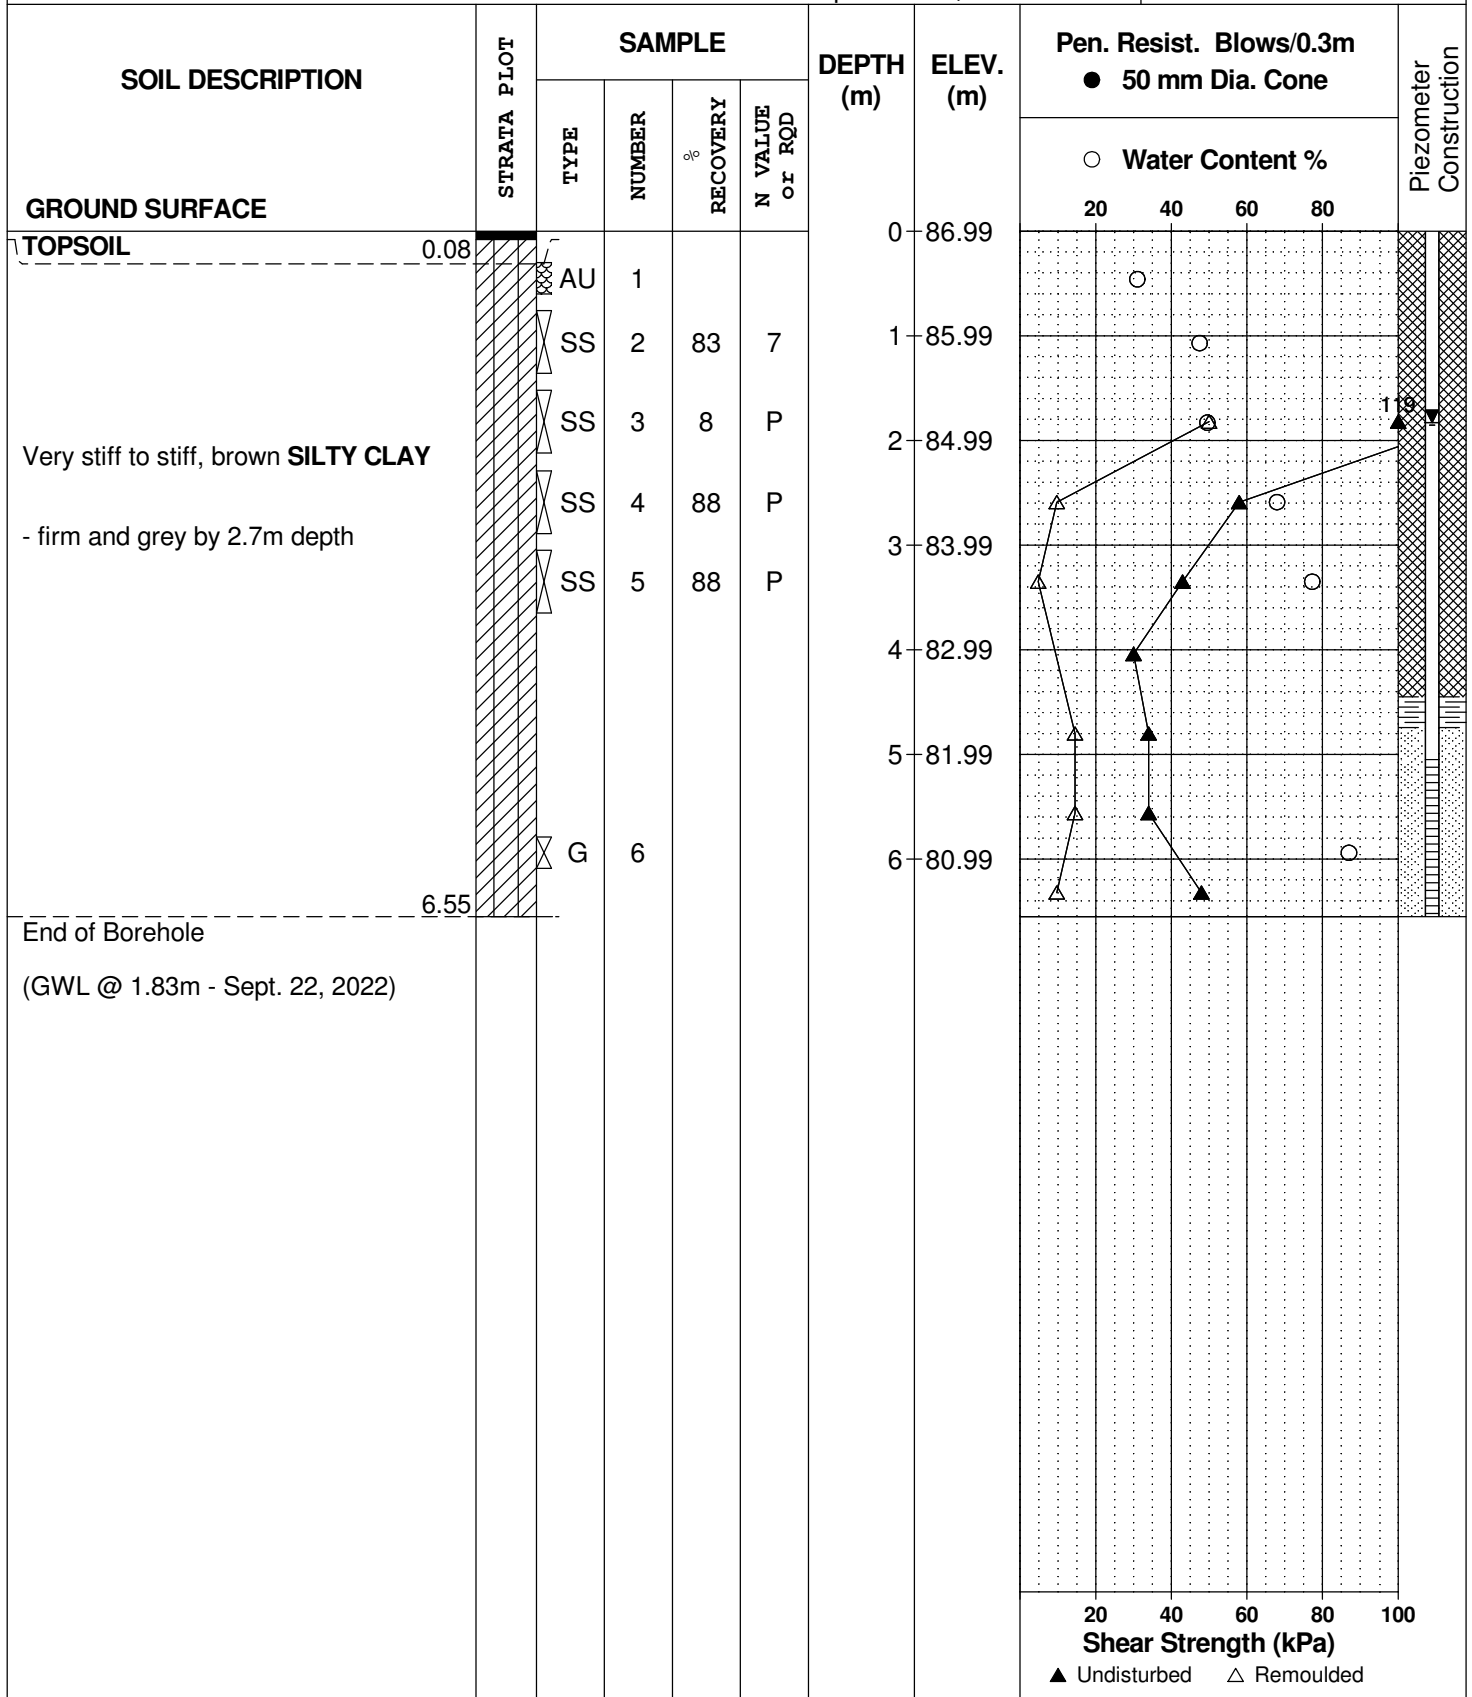 SOIL DESCRIPTION
GROUND SURFACE
STRATA PLOT
SAMPLE
TYPE
NUMBER
%
RECOVERY
N VALUE
or RQD
DEPTH
(m)
ELEV.
(m)
Pen. Resist. Blows/0.3m
● 50 mm Dia. Cone
○ Water Content %
20 40 60 80
Piezometer
Construction
0 86.99
TOPSOIL 0.08
AU 1
SS 2 83 7
1 85.99
119
SS 3 8 P
2 84.99
Very stiff to stiff, brown SILTY CLAY
SS 4 88 P
- firm and grey by 2.7m depth
3 83.99
SS 5 88 P
4 82.99
5 81.99
G 6
6 80.99
6.55
End of Borehole
(GWL @ 1.83m - Sept. 22, 2022)
20 40 60 80 100
Shear Strength (kPa)
▲ Undisturbed △ Remoulded